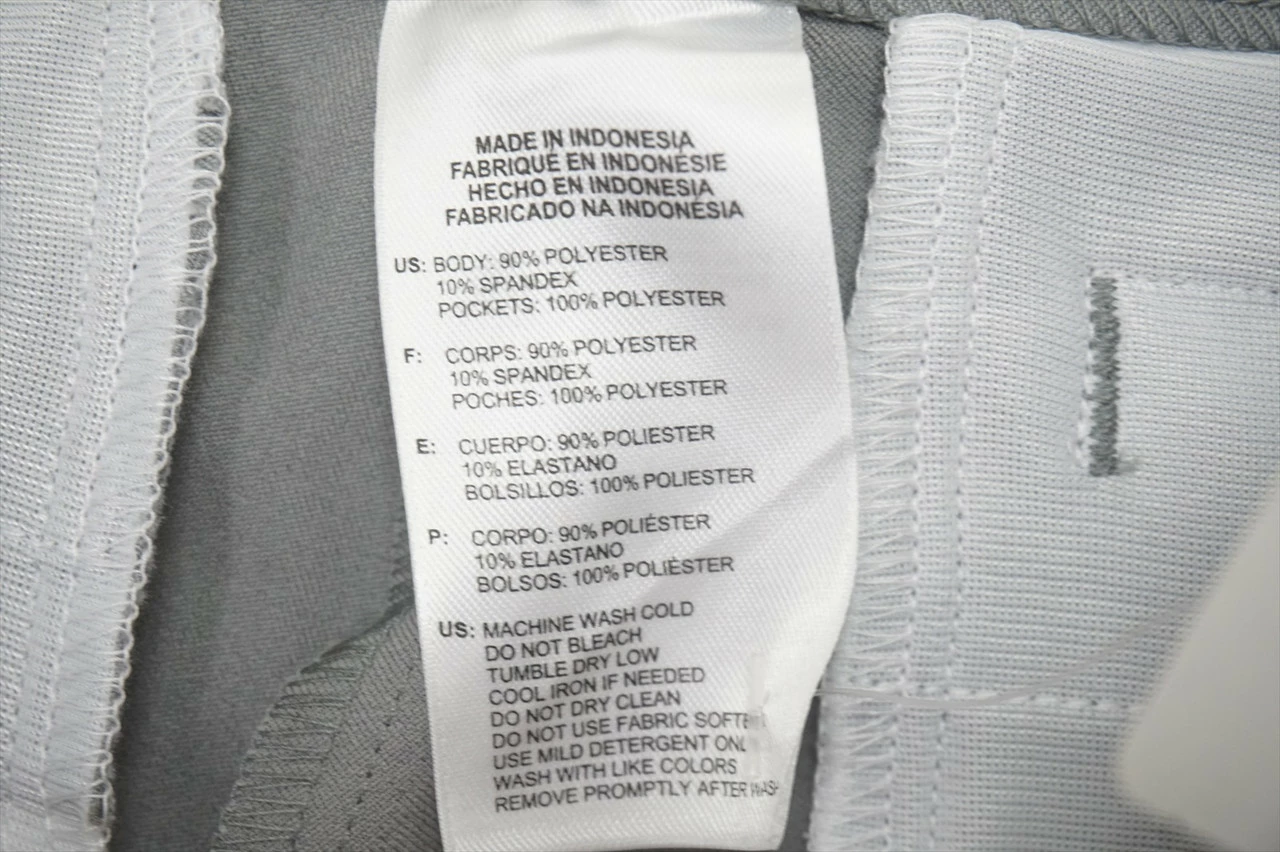 MADE IN INDONESIA
FABRIQUÉ EN INDONÉSIE
HECHO EN INDONESIA
FABRICADO NA INDONÉSIA
US: BODY: 90% POLYESTER
10% SPANDEX
POCKETS: 100% POLYESTER
F: CORPS: 90% POLYESTER
10% SPANDEX
POCHES: 100% POLYESTER
E: CUERPO: 90% POLIESTER
10% ELASTANO
BOLSILLOS: 100% POLIESTER
P: CORPO: 90% POLIÉSTER
10% ELASTANO
BOLSOS: 100% POLIÉSTER
US: MACHINE WASH COLD
DO NOT BLEACH
TUMBLE DRY LOW
COOL IRON IF NEEDED
DO NOT DRY CLEAN
DO NOT USE FABRIC
USE MILD DETERGENT
WASH WITH LIKE COLORS
REMOVE PROMPTLY AFTER WASH